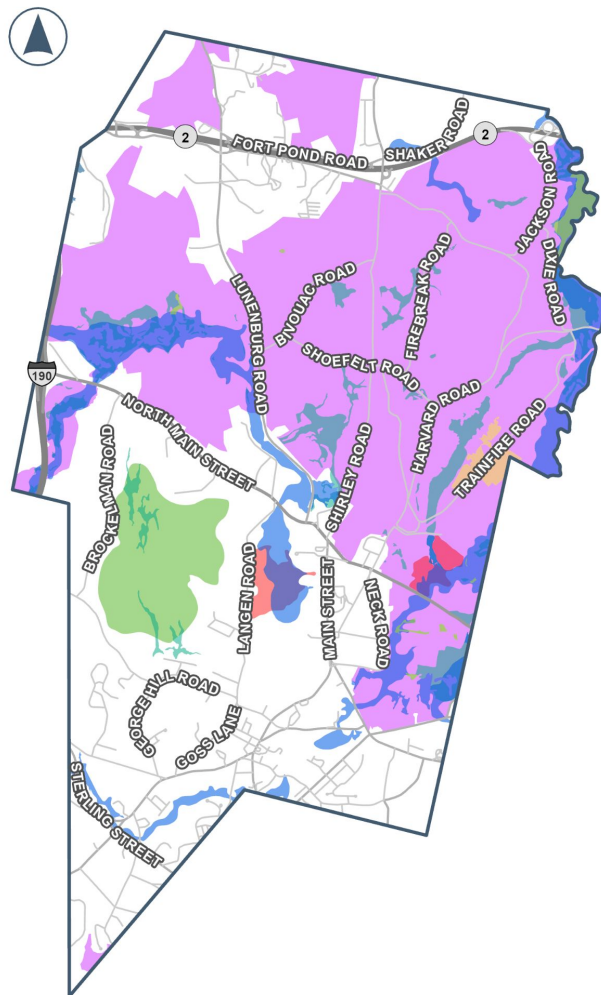 2
FORT POND ROAD
SHAKER ROAD
2
JACKSON ROAD
DIXIE ROAD
LUNENBURG ROAD
BIVOUAC ROAD
FIREBREAK ROAD
SHOEFELT ROAD
190
NORTH MAIN STREET
HARVARD ROAD
TRAINFIRE ROAD
BROCKELMAN ROAD
SHIRLEY ROAD
LANGEN ROAD
MAIN STREET
NECK ROAD
GEORGE HILL ROAD
GOSS LANE
STERLING STREET